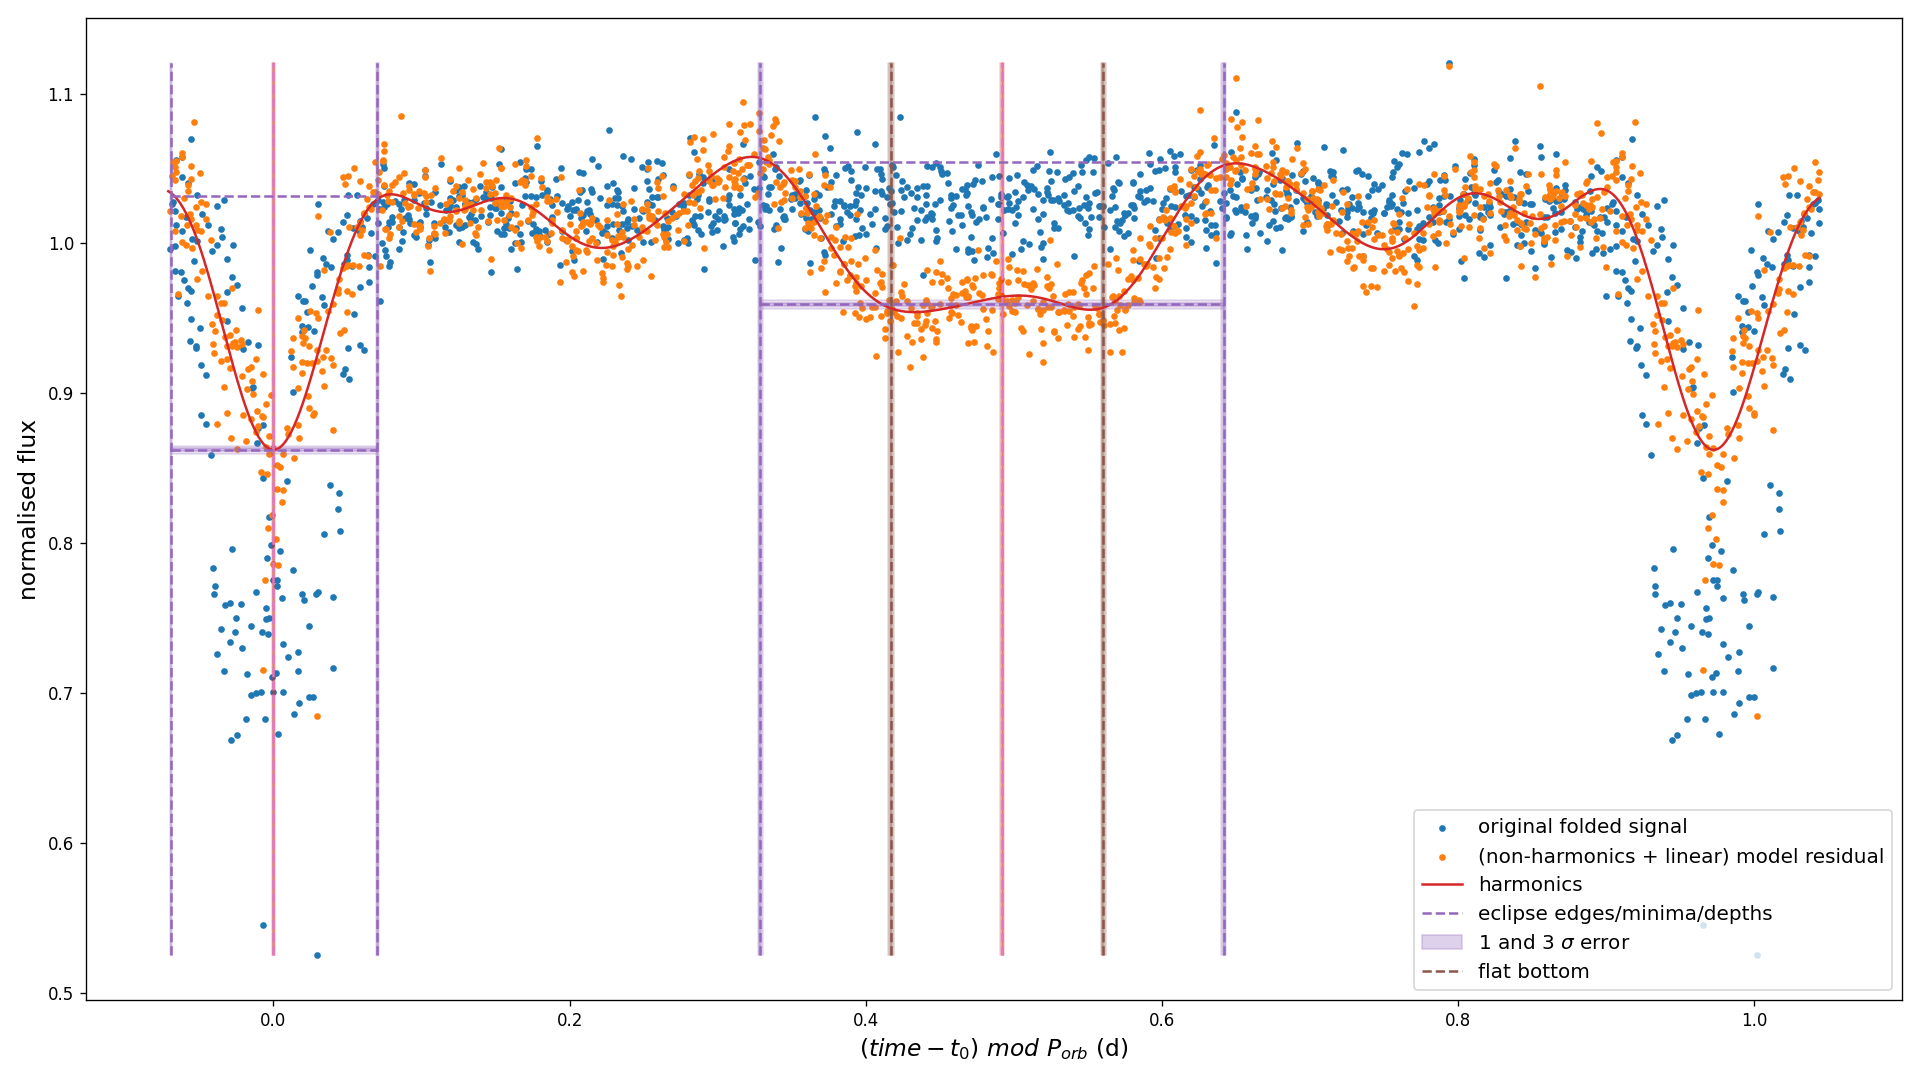 normalised flux
1.1
1.0
0.9
0.8
0.7
0.6
0.5
0.0 0.2 0.4 0.6 0.8 1.0
(time − t₀) mod Pₒᵣb (d)
original folded signal
(non-harmonics + linear) model residual
harmonics
eclipse edges/minima/depths
1 and 3 σ error
flat bottom